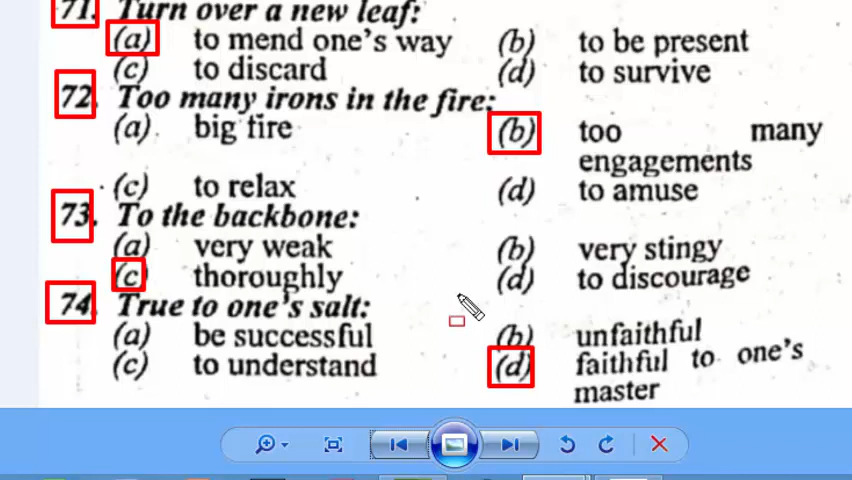 71. Turn over a new leaf:
(a) to mend one's way (b) to be present
(c) to discard (d) to survive
72. Too many irons in the fire:
(a) big fire (b) too many
engagements
(c) to relax (d) to amuse
73. To the backbone:
(a) very weak (b) very stingy
(c) thoroughly (d) to discourage
74. True to one's salt:
(a) be successful (b) unfaithful
(c) to understand (d) faithful to one's
master